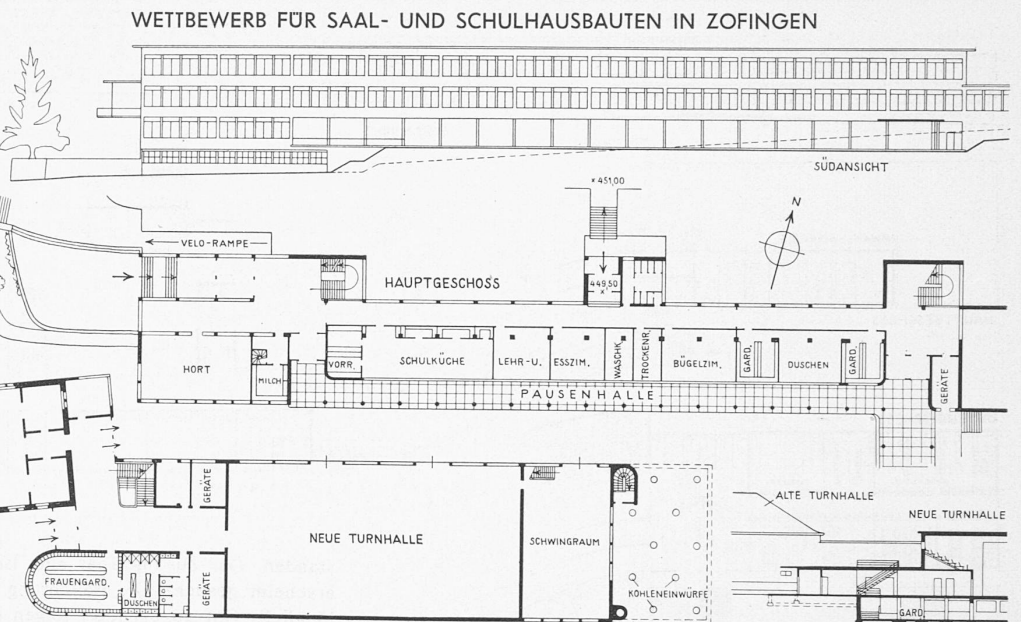 WETTBEWERB FÜR SAAL- UND SCHULHAUSBAUTEN IN ZOFINGEN
SÜDANSICHT
× 451,00
N
VELO-RAMPE
HAUPTGESCHOSS
449,50
HORT
MILCH
VORR.
SCHULKÜCHE
LEHR-U.
ESSZIM.
WASCHK.
TROCKENR.
BÜGELZIM.
GARD.
DUSCHEN
GARD.
GERÄTE
PAUSENHALLE
ALTE TURNHALLE
NEUE TURNHALLE
GERÄTE
NEUE TURNHALLE
SCHWINGRAUM
FRAUENGARD.
DUSCHEN
GERÄTE
KOHLENEINWÜRFE
GARD.